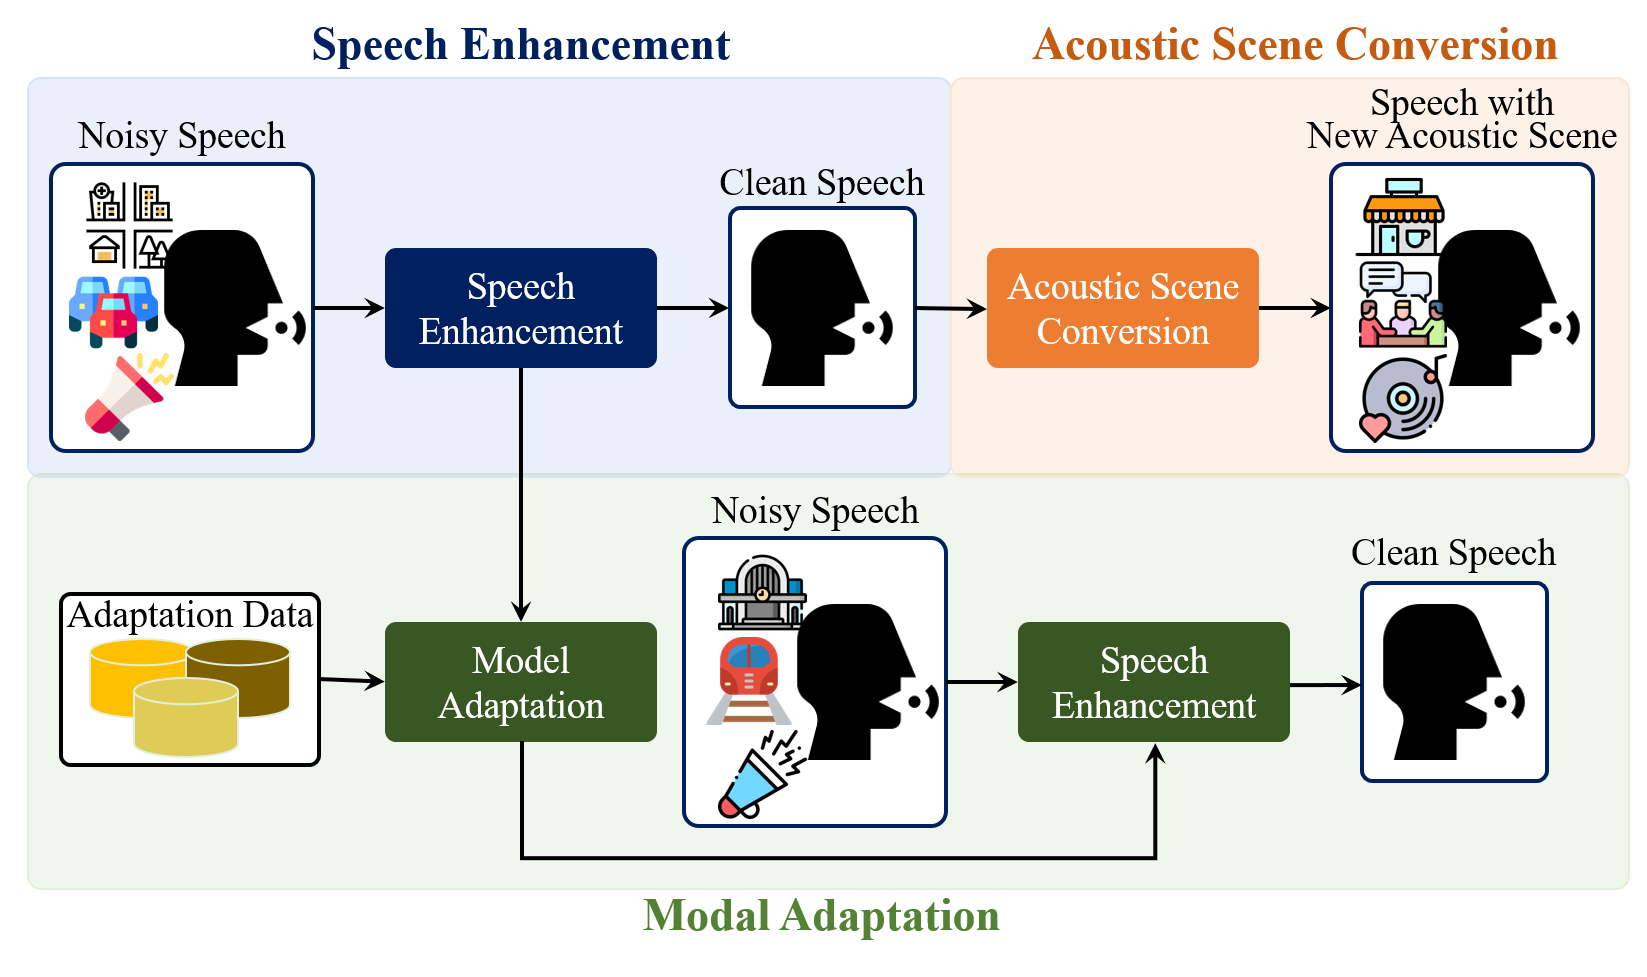 Speech Enhancement
Acoustic Scene Conversion
Noisy Speech
Speech
Enhancement
Clean Speech
Acoustic Scene
Conversion
Speech with
New Acoustic Scene
Adaptation Data
Model
Adaptation
Noisy Speech
Speech
Enhancement
Clean Speech
Modal Adaptation